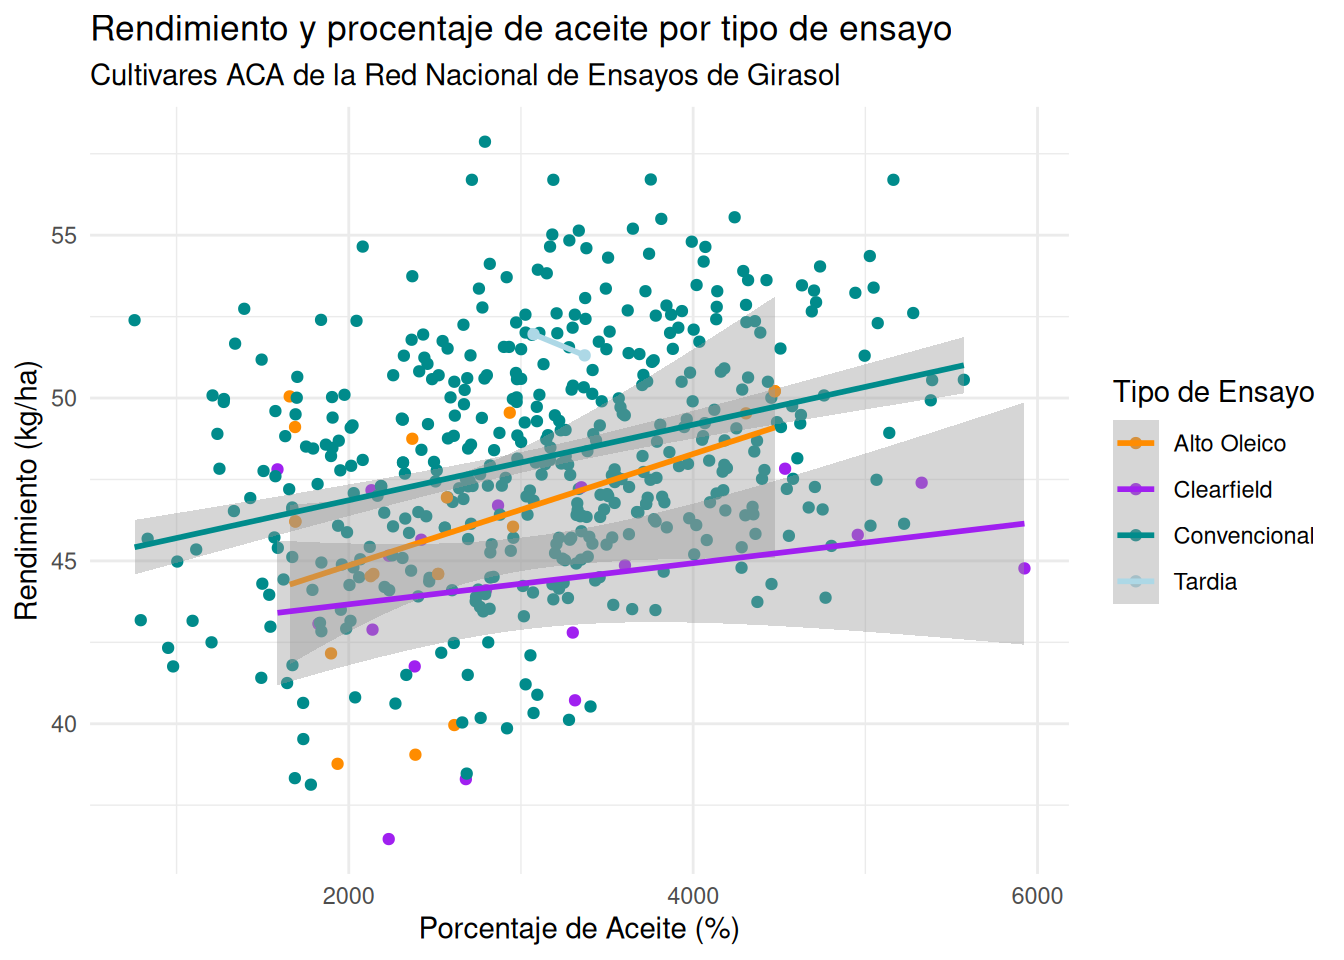 Rendimiento y procentaje de aceite por tipo de ensayo
Cultivares ACA de la Red Nacional de Ensayos de Girasol
Rendimiento (kg/ha)
55
50
45
40
2000
4000
6000
Porcentaje de Aceite (%)
Tipo de Ensayo
Alto Oleico
Clearfield
Convencional
Tardia